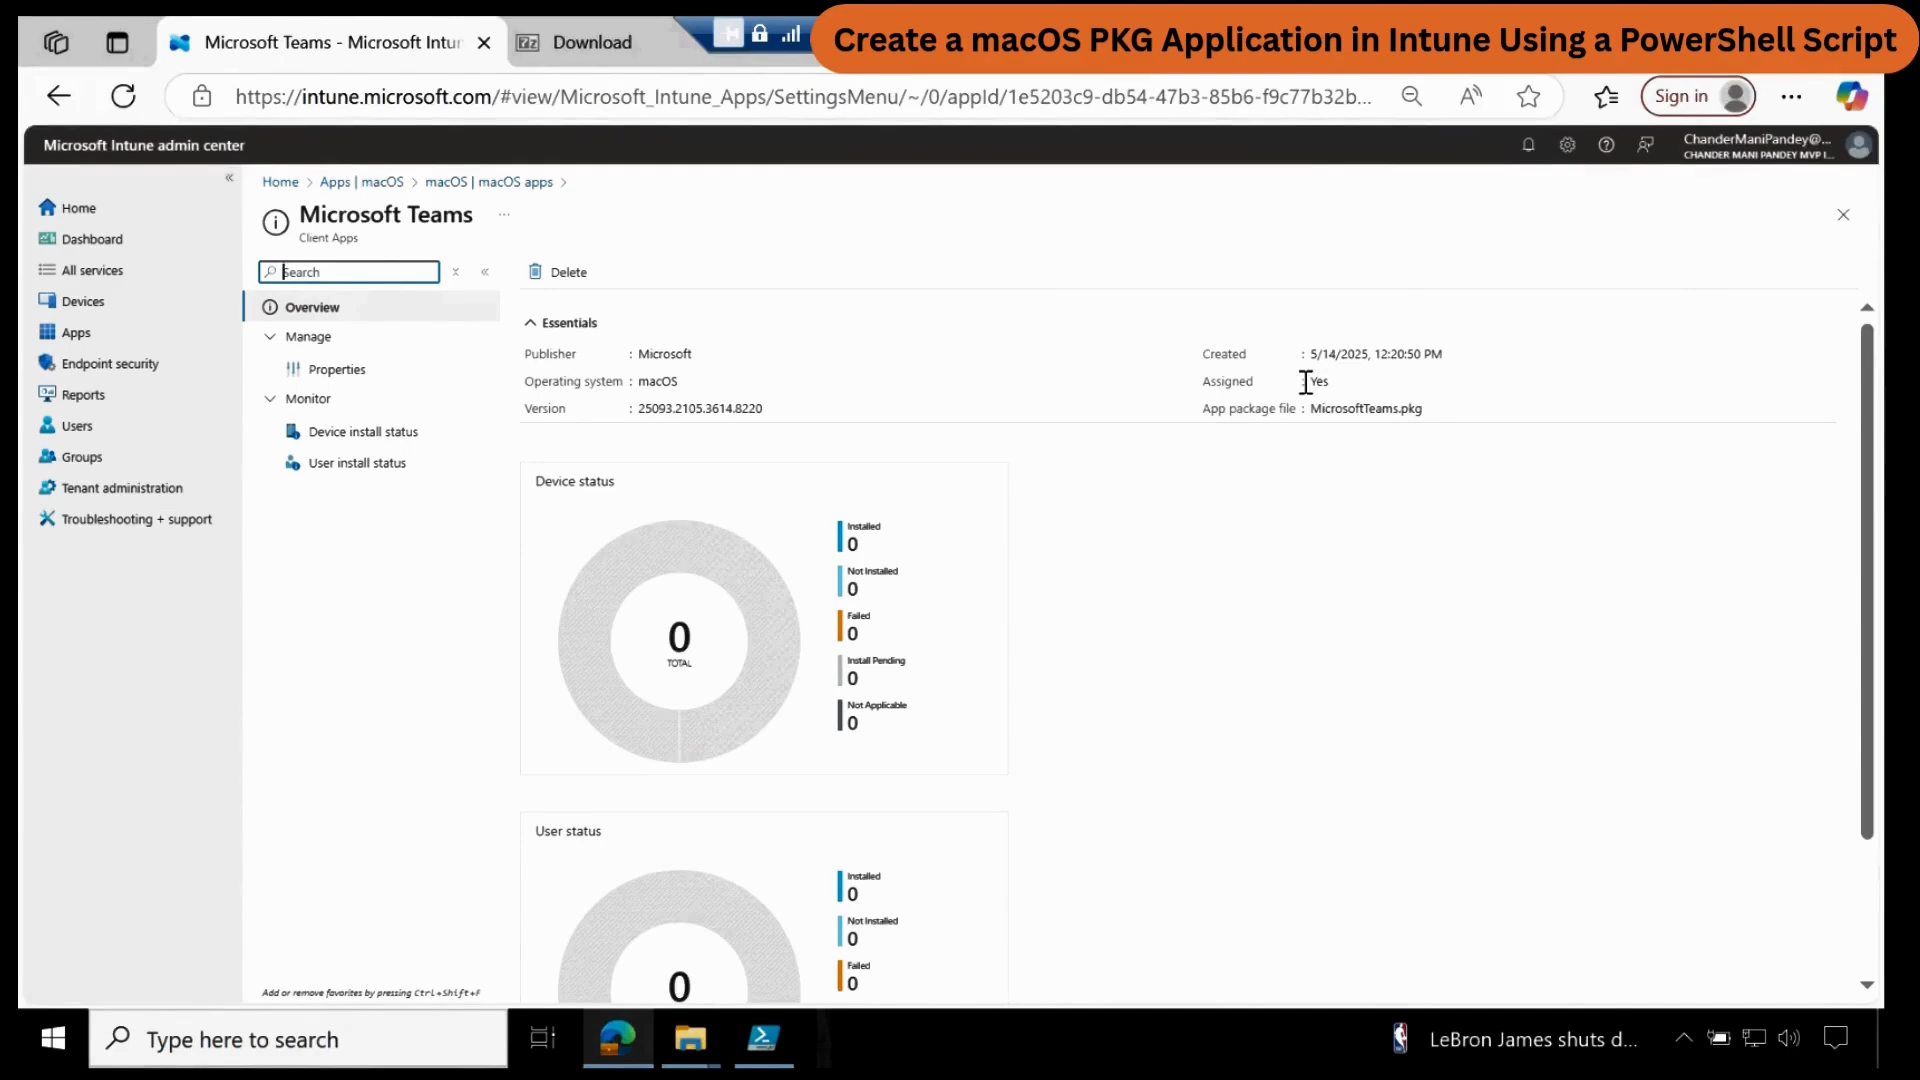 Create a macOS PKG Application in Intune Using a PowerShell Script
Microsoft Teams - Microsoft Intun
Download
https://intune.microsoft.com/#view/Microsoft_Intune_Apps/SettingsMenu/~/0/appId/1e5203c9-db54-47b3-85b6-f9c77b32b...
Sign in
Microsoft Intune admin center
ChanderManiPandey@...
CHANDER MANI PANDEY MVP I...
Home
Dashboard
All services
Devices
Apps
Endpoint security
Reports
Users
Groups
Tenant administration
Troubleshooting + support
Home > Apps | macOS > macOS | macOS apps >
Microsoft Teams ...
Client Apps
Search
Overview
Manage
Properties
Monitor
Device install status
User install status
Add or remove favorites by pressing Ctrl+Shift+F
Delete
Essentials
Publisher : Microsoft
Operating system : macOS
Version : 25093.2105.3614.8220
Created : 5/14/2025, 12:20:50 PM
Assigned : Yes
App package file : MicrosoftTeams.pkg
Device status
0
TOTAL
Installed
0
Not Installed
0
Failed
0
Install Pending
0
Not Applicable
0
User status
0
Installed
0
Not Installed
0
Failed
0
Type here to search
LeBron James shuts d...